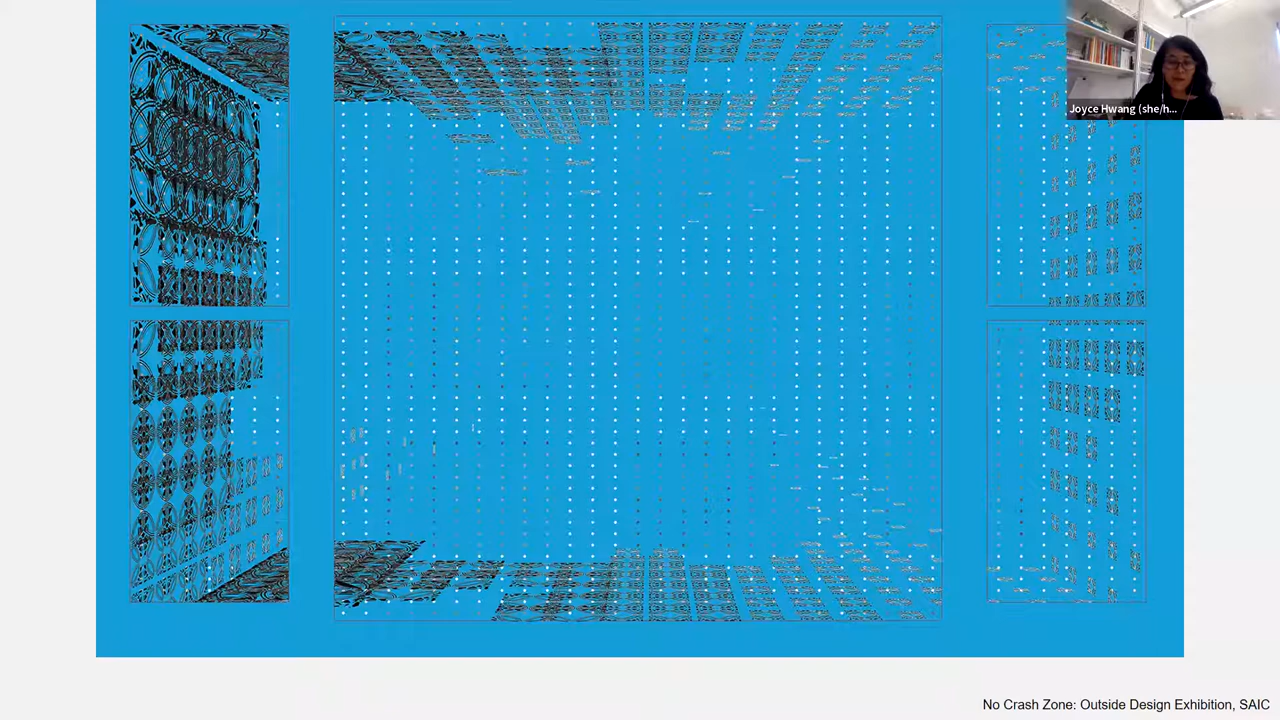 Joyce Hwang (she/h...
No Crash Zone: Outside Design Exhibition, SAIC